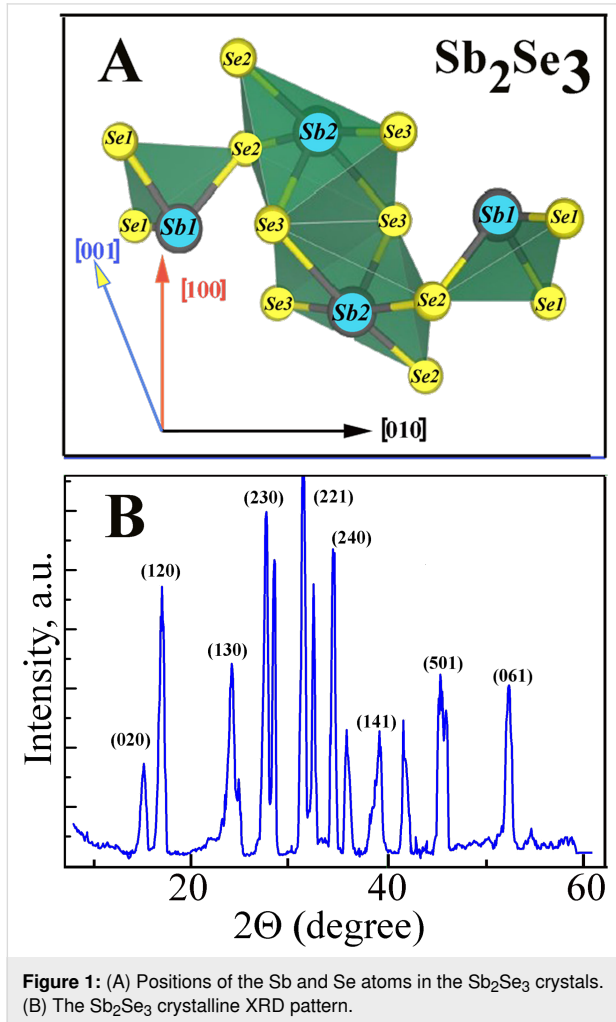 A
Sb2Se3
Se2
Sb2
Se3
Se1
Se2
Se1
Sb1
Se3
Se3
Sb1
Se1
[001]
[100]
Se3
Sb2
Se2
Se1
Se2
[010]
B
Intensity, a.u.
(020)
(120)
(130)
(230)
(221)
(240)
(141)
(501)
(061)
20
40
60
2Θ (degree)
Figure 1: (A) Positions of the Sb and Se atoms in the Sb2Se3 crystals.
(B) The Sb2Se3 crystalline XRD pattern.